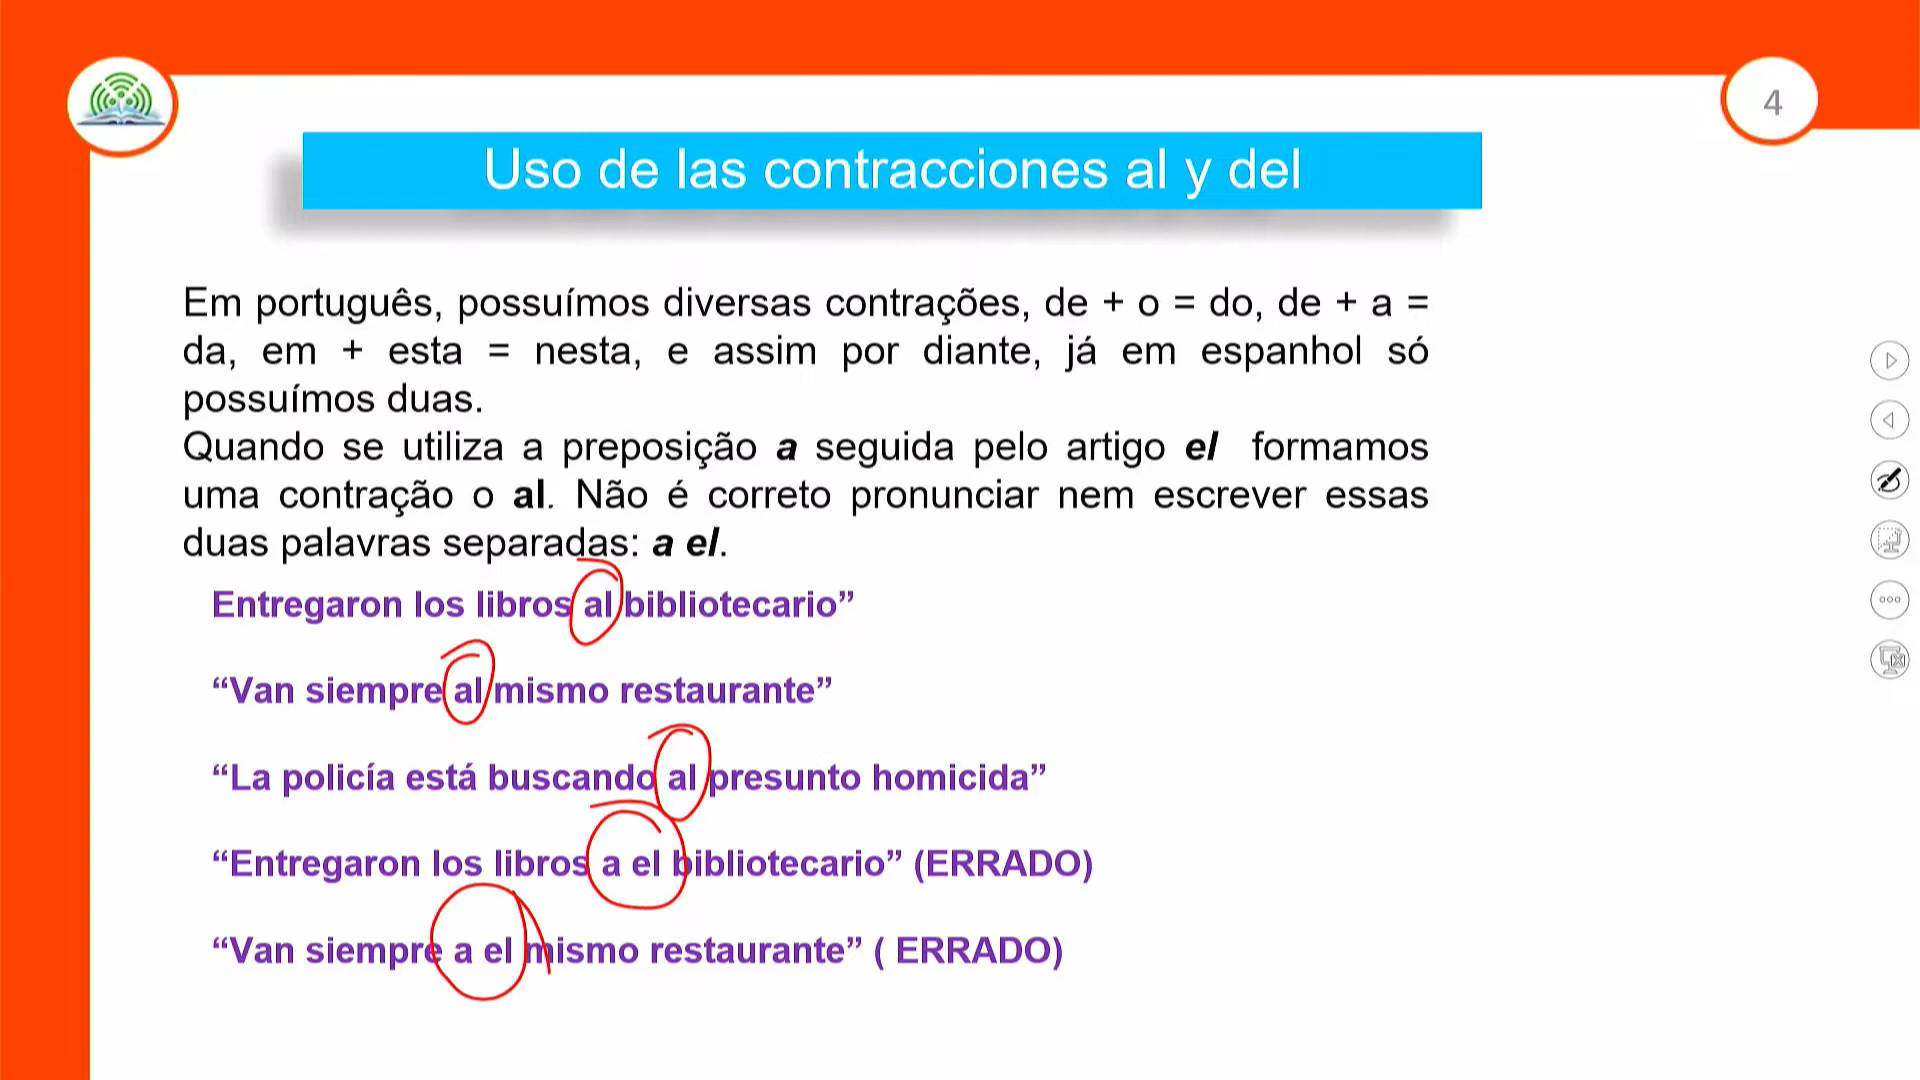 4
Uso de las contracciones al y del
Em português, possuímos diversas contrações, de + o = do, de + a =
da, em + esta = nesta, e assim por diante, já em espanhol só
possuímos duas.
Quando se utiliza a preposição a seguida pelo artigo el formamos
uma contração o al. Não é correto pronunciar nem escrever essas
duas palavras separadas: a el.
Entregaron los libros al bibliotecario”
“Van siempre al mismo restaurante”
“La policía está buscando al presunto homicida”
“Entregaron los libros a el bibliotecario” (ERRADO)
“Van siempre a el mismo restaurante” ( ERRADO)